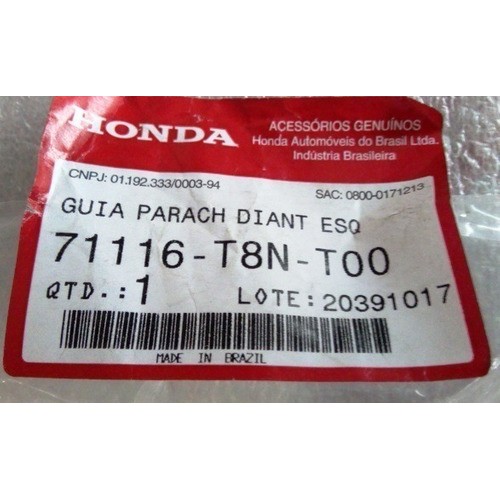 HONDA
ACESSÓRIOS GENUÍNOS
Honda Automóveis do Brasil Ltda.
Indústria Brasileira
CNPJ: 01.192.333/0003-94
SAC: 0800-0171213
GUIA PARACH DIANT ESQ
71116-T8N-T00
QTD.:1
LOTE:20391017
MADE IN BRAZIL